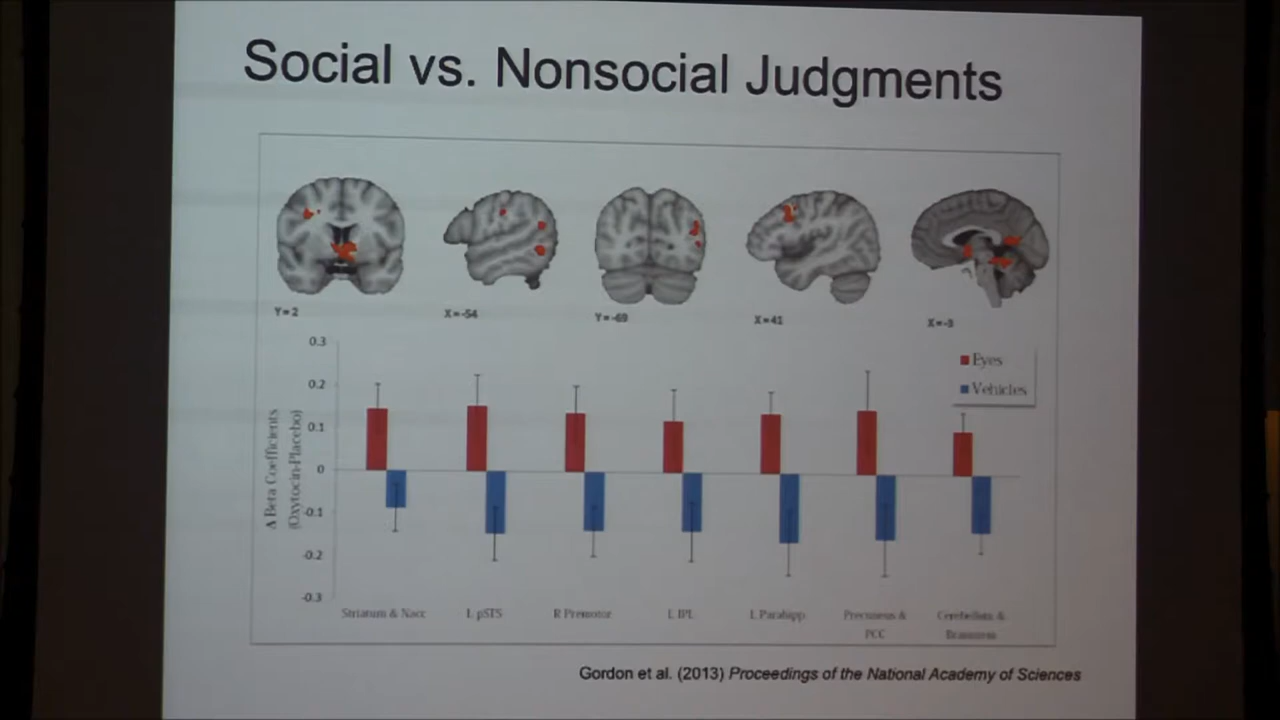 Social vs. Nonsocial Judgments
Y=2
X=-54
Y=-69
X=41
X=-3
0.3
0.2
0.1
0
-0.1
-0.2
-0.3
Δ Beta Coefficients
(Oxytocin-Placebo)
Eyes
Vehicles
Striatum & Nacc
L pSTS
R Premotor
L IPL
L Parahipp
Precuneus &
PCC
Cerebellum &
Brainstem
Gordon et al. (2013) Proceedings of the National Academy of Sciences